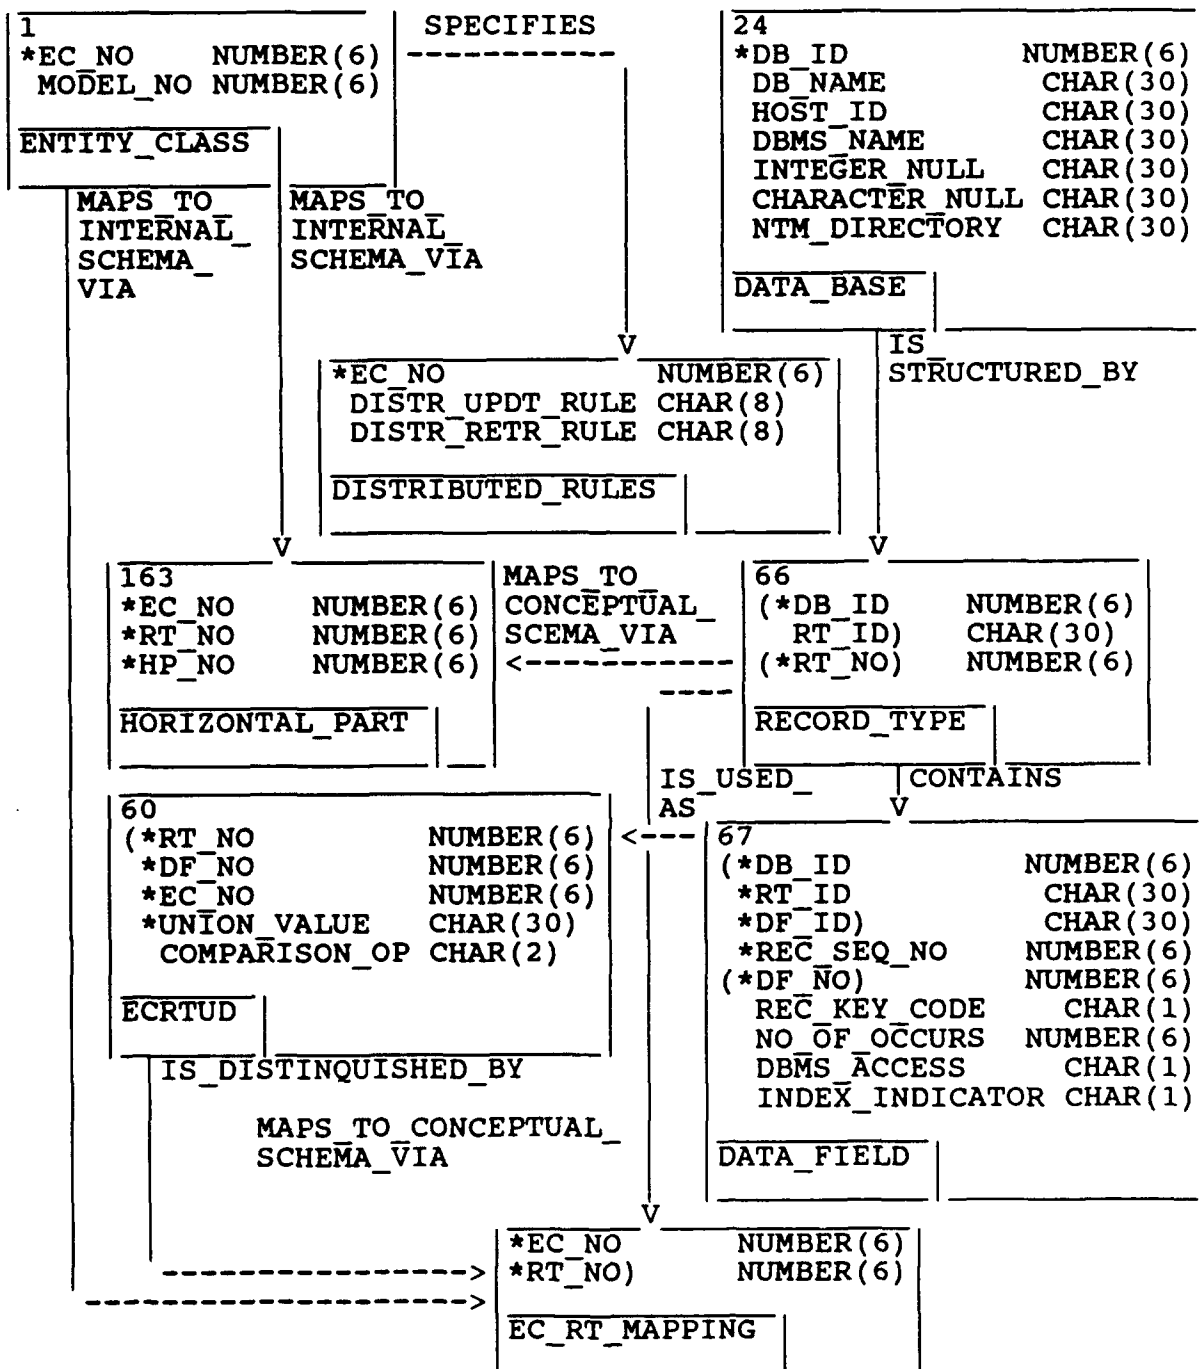 1
*EC_NO NUMBER(6)
MODEL_NO NUMBER(6)
ENTITY_CLASS
SPECIFIES
24
*DB_ID NUMBER(6)
DB_NAME CHAR(30)
HOST_ID CHAR(30)
DBMS_NAME CHAR(30)
INTEGER_NULL CHAR(30)
CHARACTER_NULL CHAR(30)
NTM_DIRECTORY CHAR(30)
DATA_BASE
MAPS_TO
INTERNAL_
SCHEMA_
VIA
MAPS_TO
INTERNAL_
SCHEMA_VIA
IS_
STRUCTURED_BY
V
*EC_NO NUMBER(6)
DISTR_UPDT_RULE CHAR(8)
DISTR_RETR_RULE CHAR(8)
DISTRIBUTED_RULES
V
163
*EC_NO NUMBER(6)
*RT_NO NUMBER(6)
*HP_NO NUMBER(6)
HORIZONTAL_PART
MAPS_TO_
CONCEPTUAL_
SCEMA_VIA
<-----------
----
V
66
(*DB_ID NUMBER(6)
RT_ID) CHAR(30)
(*RT_NO) NUMBER(6)
RECORD_TYPE
IS_USED_
AS
CONTAINS
V
60
(*RT_NO NUMBER(6)
*DF_NO NUMBER(6)
*EC_NO NUMBER(6)
*UNION_VALUE CHAR(30)
COMPARISON_OP CHAR(2)
ECRTUD
<---
67
(*DB_ID NUMBER(6)
*RT_ID CHAR(30)
*DF_ID) CHAR(30)
*REC_SEQ_NO NUMBER(6)
(*DF_NO) NUMBER(6)
REC_KEY_CODE CHAR(1)
NO_OF_OCCURS NUMBER(6)
DBMS_ACCESS CHAR(1)
INDEX_INDICATOR CHAR(1)
DATA_FIELD
IS_DISTINQUISHED_BY
MAPS_TO_CONCEPTUAL_
SCHEMA_VIA
V
*EC_NO NUMBER(6)
*RT_NO) NUMBER(6)
EC_RT_MAPPING